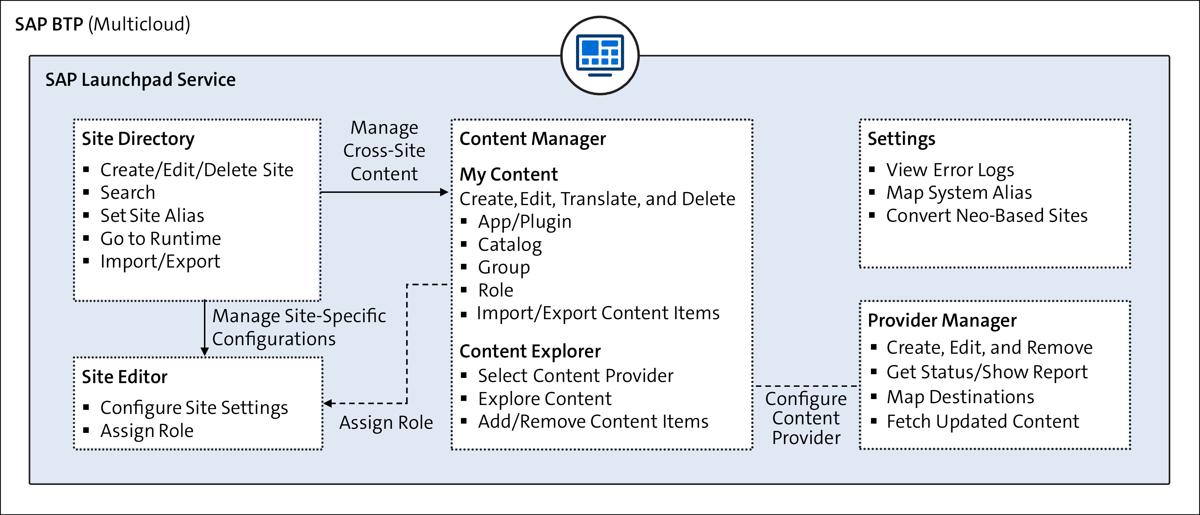 SAP BTP (Multicloud)
SAP Launchpad Service
Site Directory
▪ Create/Edit/Delete Site
▪ Search
▪ Set Site Alias
▪ Go to Runtime
▪ Import/Export
Manage
Cross-Site
Content
Manage Site-Specific
Configurations
Site Editor
▪ Configure Site Settings
▪ Assign Role
Assign Role
Content Manager
My Content
Create, Edit, Translate, and Delete
▪ App/Plugin
▪ Catalog
▪ Group
▪ Role
▪ Import/Export Content Items
Content Explorer
▪ Select Content Provider
▪ Explore Content
▪ Add/Remove Content Items
Configure
Content
Provider
Settings
▪ View Error Logs
▪ Map System Alias
▪ Convert Neo-Based Sites
Provider Manager
▪ Create, Edit, and Remove
▪ Get Status/Show Report
▪ Map Destinations
▪ Fetch Updated Content